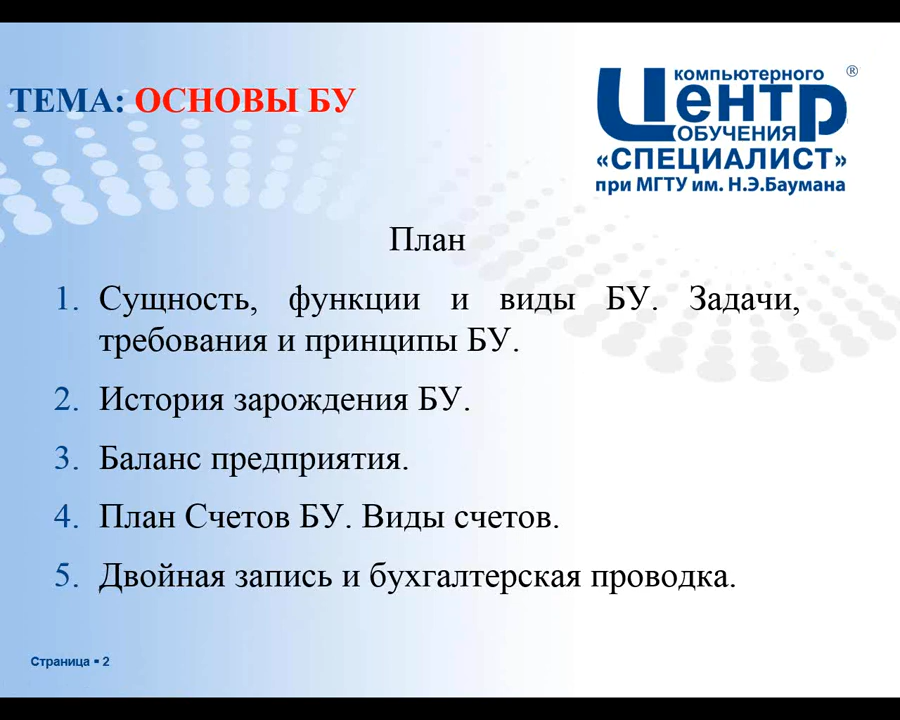 ТЕМА: ОСНОВЫ БУ
компьютерного ®
Центр
ОБУЧЕНИЯ
«СПЕЦИАЛИСТ»
при МГТУ им. Н.Э.Баумана
План
1. Сущность, функции и виды БУ. Задачи,
требования и принципы БУ.
2. История зарождения БУ.
3. Баланс предприятия.
4. План Счетов БУ. Виды счетов.
5. Двойная запись и бухгалтерская проводка.
Страница ▪ 2